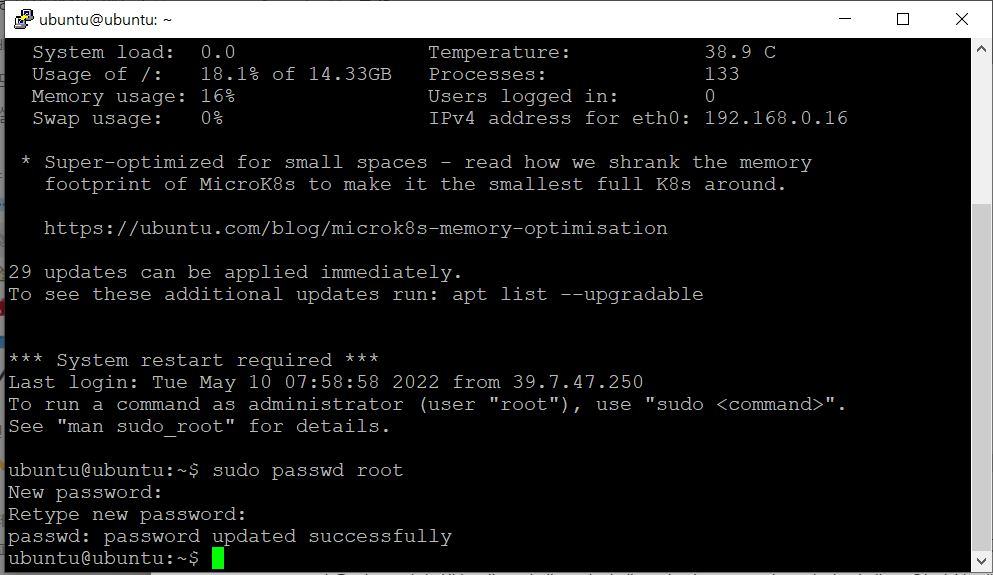 ubuntu@ubuntu: ~
System load: 0.0 Temperature: 38.9 C
Usage of /: 18.1% of 14.33GB Processes: 133
Memory usage: 16% Users logged in: 0
Swap usage: 0% IPv4 address for eth0: 192.168.0.16
* Super-optimized for small spaces - read how we shrank the memory
footprint of MicroK8s to make it the smallest full K8s around.
https://ubuntu.com/blog/microk8s-memory-optimisation
29 updates can be applied immediately.
To see these additional updates run: apt list --upgradable
*** System restart required ***
Last login: Tue May 10 07:58:58 2022 from 39.7.47.250
To run a command as administrator (user "root"), use "sudo <command>".
See "man sudo_root" for details.
ubuntu@ubuntu:~$ sudo passwd root
New password:
Retype new password:
passwd: password updated successfully
ubuntu@ubuntu:~$